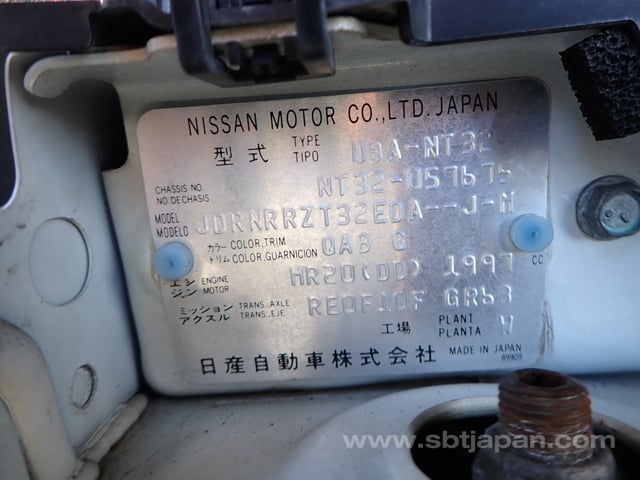 NISSAN MOTOR CO.,LTD.JAPAN
型式 TYPE TIPO DBA-NT32
CHASSIS NO. NO.DECHASIS NT32-057675
MODEL MODELO JDRNRRZT32EDA--J-N
カラー COLOR,TRIM トリム COLOR,GUARNICION QAB G
エン ジン ENGINE MOTOR HR20(DD) 1997 CC
ミッション TRANS.,AXLE アクスル TRANS.,EJE RE0F10F GR63
工場 PLANT PLANTA W
日産自動車株式会社 MADE IN JAPAN
89909
www.sbtjapan.com